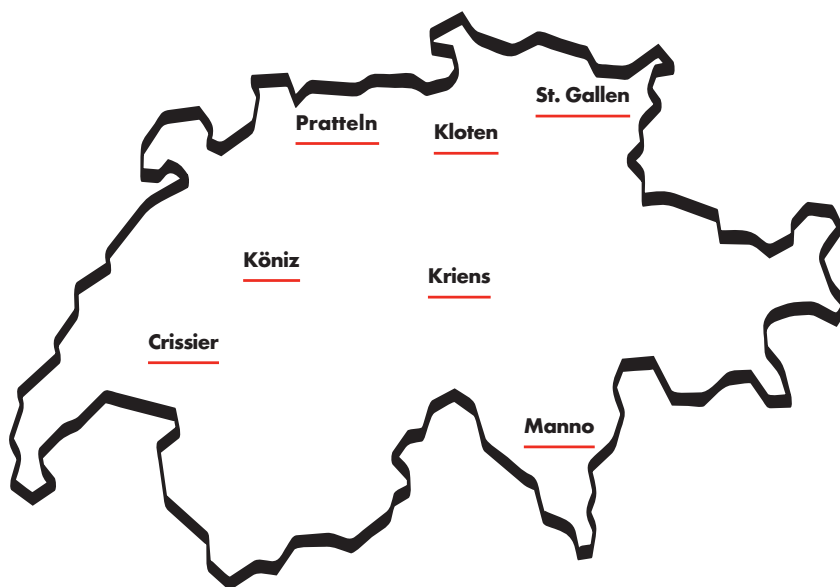 St. Gallen
Pratteln
Kloten
Köniz
Kriens
Crissier
Manno